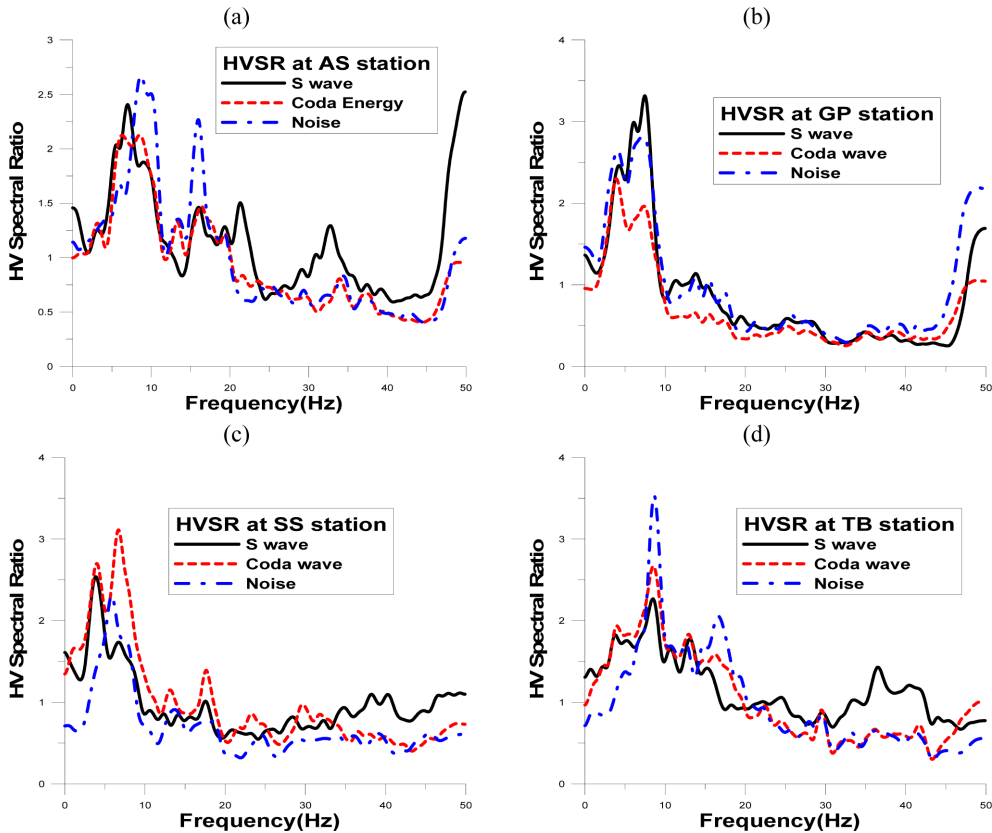 (a)
3
2.5
2
1.5
1
0.5
0
HV Spectral Ratio
HVSR at AS station
S wave
Coda Energy
Noise
0 10 20 30 40 50
Frequency(Hz)
(b)
4
3
2
1
0
HV Spectral Ratio
HVSR at GP station
S wave
Coda wave
Noise
0 10 20 30 40 50
Frequency(Hz)
(c)
4
3
2
1
0
HV Spectral Ratio
HVSR at SS station
S wave
Coda wave
Noise
0 10 20 30 40 50
Frequency(Hz)
(d)
4
3
2
1
0
HV Spectral Ratio
HVSR at TB station
S wave
Coda wave
Noise
0 10 20 30 40 50
Frequency(Hz)